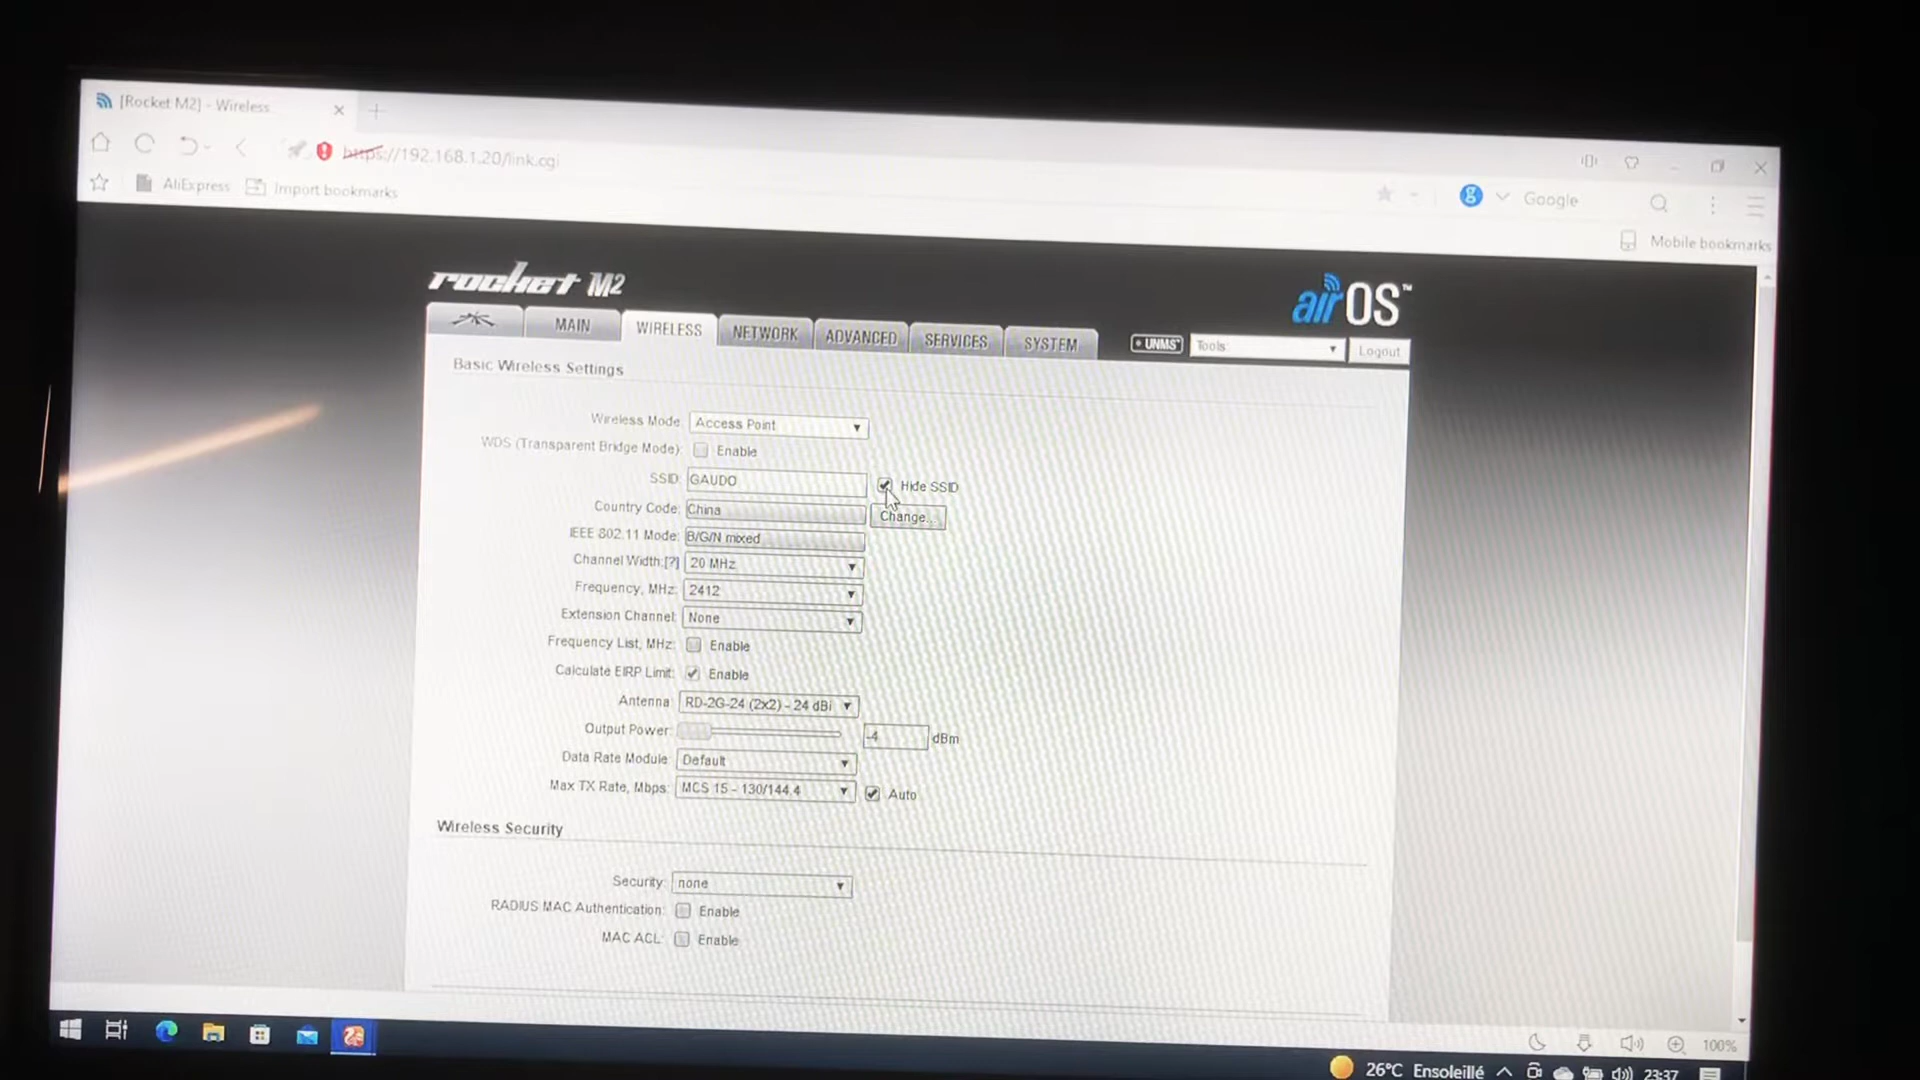 [Rocket M2] - Wireless
https://192.168.1.20/link.cgi
Google
AliExpress Import bookmarks
Mobile bookmarks
rocket M2
airOS™
MAIN WIRELESS NETWORK ADVANCED SERVICES SYSTEM
UNMS™ Tools: Logout
Basic Wireless Settings
Wireless Mode: Access Point
WDS (Transparent Bridge Mode): Enable
SSID: GAUDO Hide SSID
Country Code: China Change...
IEEE 802.11 Mode: B/G/N mixed
Channel Width:[?] 20 MHz
Frequency, MHz: 2412
Extension Channel: None
Frequency List, MHz: Enable
Calculate EIRP Limit: Enable
Antenna: RD-2G-24 (2x2) - 24 dBi
Output Power: -4 dBm
Data Rate Module: Default
Max TX Rate, Mbps: MCS 15 - 130/144.4 Auto
Wireless Security
Security: none
RADIUS MAC Authentication: Enable
MAC ACL: Enable
100%
26°C Ensoleillé
23:37